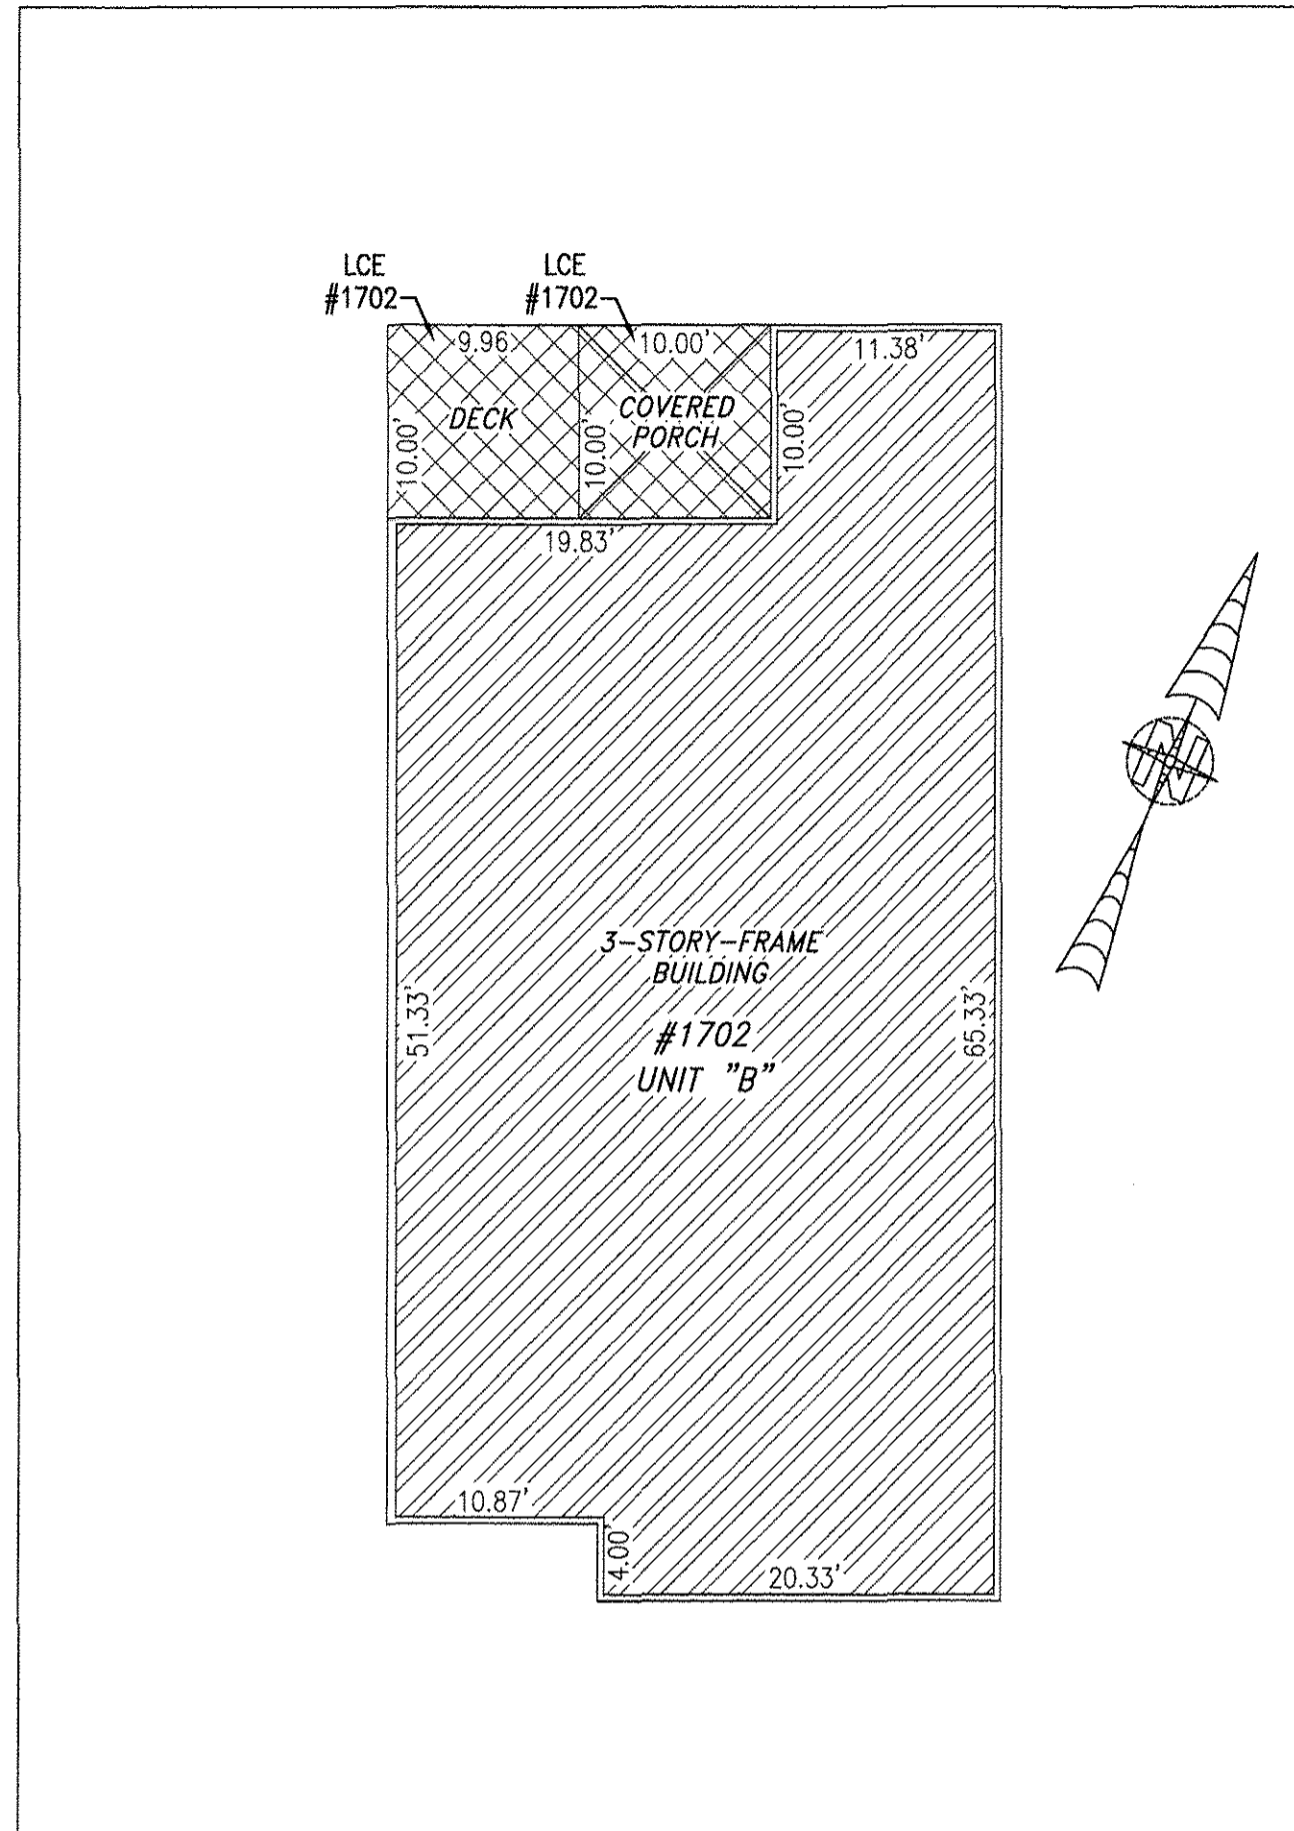 LCE
#1702
LCE
#1702
9.96
10.00'
11.38'
DECK
COVERED
PORCH
10.00'
10.00'
10.00'
19.83'
3-STORY-FRAME
BUILDING
#1702
UNIT "B"
51.33'
65.33'
N
10.87'
4.00'
20.33'